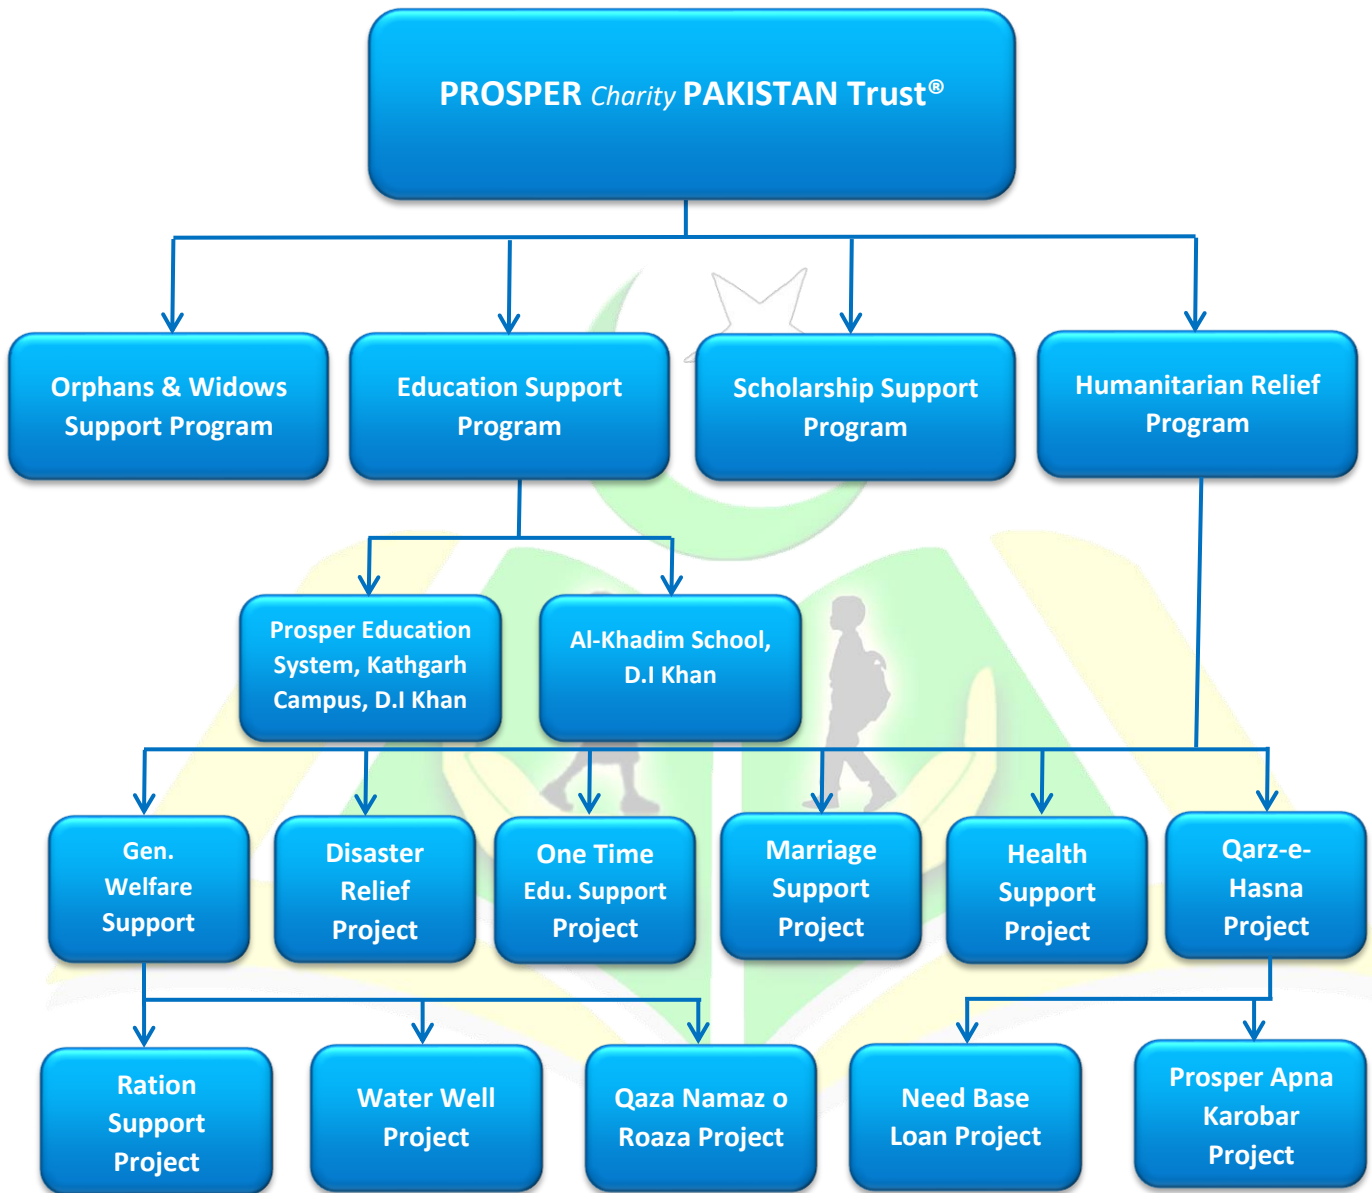 PROSPER Charity PAKISTAN Trust®
Orphans & Widows
Support Program
Education Support
Program
Scholarship Support
Program
Humanitarian Relief
Program
Prosper Education
System, Kathgarh
Campus, D.I Khan
Al-Khadim School,
D.I Khan
Gen.
Welfare
Support
Disaster
Relief
Project
One Time
Edu. Support
Project
Marriage
Support
Project
Health
Support
Project
Qarz-e-
Hasna
Project
Ration
Support
Project
Water Well
Project
Qaza Namaz o
Roaza Project
Need Base
Loan Project
Prosper Apna
Karobar
Project